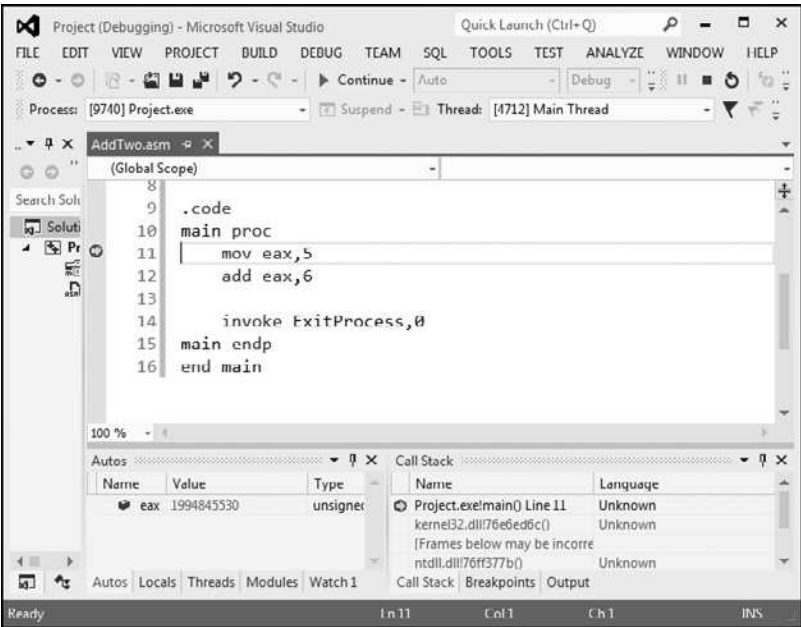 Project (Debugging) - Microsoft Visual Studio
Quick Launch (Ctrl+Q)
FILE EDIT VIEW PROJECT BUILD DEBUG TEAM SQL TOOLS TEST ANALYZE WINDOW HELP
Continue Auto Debug
Process: [9740] Project.exe Suspend Thread: [4712] Main Thread
AddTwo.asm
(Global Scope)
Search Solu
Soluti
Pr
8
9 .code
10 main proc
11 mov eax,5
12 add eax,6
13
14 invoke ExitProcess,0
15 main endp
16 end main
100 %
Autos
Name Value Type
eax 1994845530 unsigned
Autos Locals Threads Modules Watch 1
Call Stack
Name Language
Project.exe!main() Line 11 Unknown
kernel32.dll!76e6ed6c() Unknown
[Frames below may be incorre
ntdll.dll!76ff377b() Unknown
Call Stack Breakpoints Output
Ready Ln 11 Col 1 Ch 1 INS